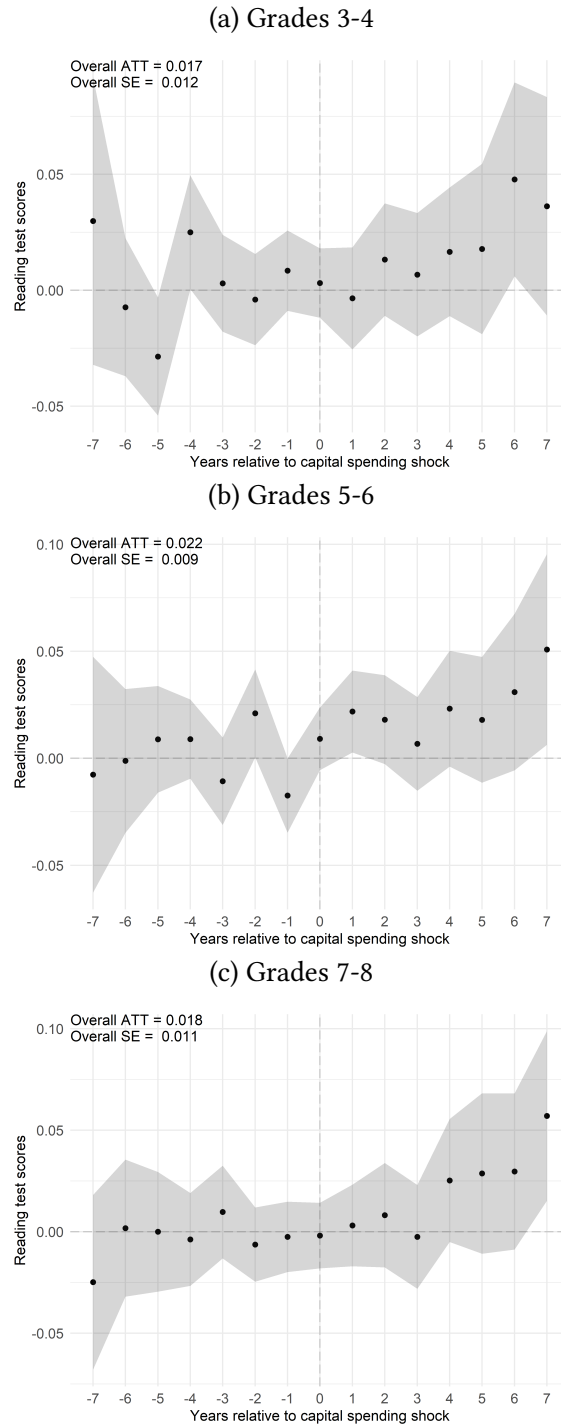 (a) Grades 3-4
Overall ATT = 0.017
Overall SE =  0.012
0.05
0.00
-0.05
Reading test scores
-7 -6 -5 -4 -3 -2 -1 0 1 2 3 4 5 6 7
Years relative to capital spending shock
(b) Grades 5-6
Overall ATT = 0.022
Overall SE =  0.009
0.10
0.05
0.00
-0.05
Reading test scores
-7 -6 -5 -4 -3 -2 -1 0 1 2 3 4 5 6 7
Years relative to capital spending shock
(c) Grades 7-8
Overall ATT = 0.018
Overall SE =  0.011
0.10
0.05
0.00
-0.05
Reading test scores
-7 -6 -5 -4 -3 -2 -1 0 1 2 3 4 5 6 7
Years relative to capital spending shock